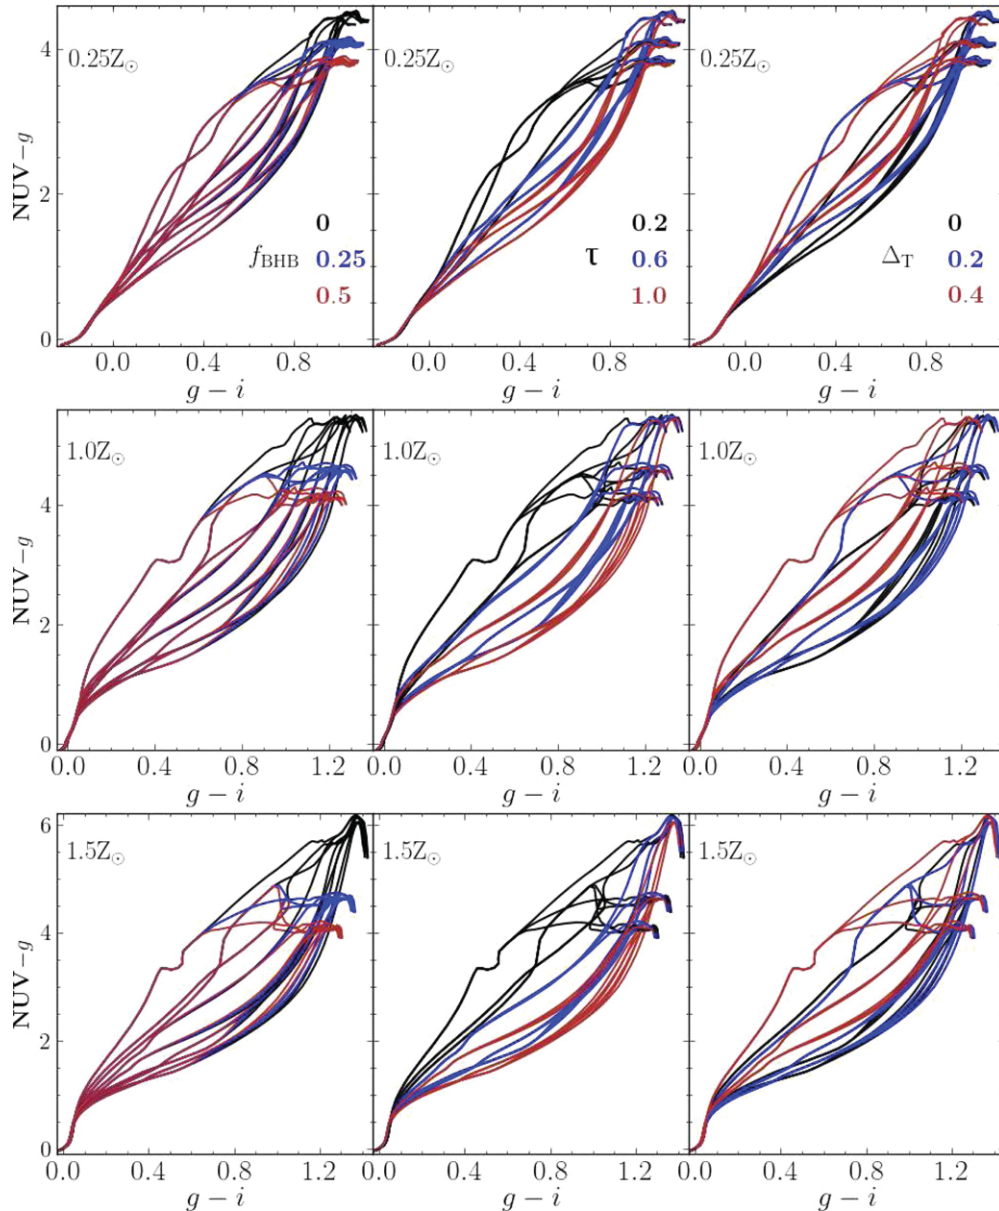 0.25Z⊙ 0.25Z⊙ 0.25Z⊙
4
NUV−g
2
0
f_BHB 0 0.25 0.5
τ 0.2 0.6 1.0
Δ_T 0 0.2 0.4
0.0 0.4 0.8 0.0 0.4 0.8 0.0 0.4 0.8
g − i g − i g − i
1.0Z⊙ 1.0Z⊙ 1.0Z⊙
4
NUV−g
2
0
0.0 0.4 0.8 1.2 0.0 0.4 0.8 1.2 0.0 0.4 0.8 1.2
g − i g − i g − i
6
1.5Z⊙ 1.5Z⊙ 1.5Z⊙
4
NUV−g
2
0
0.0 0.4 0.8 1.2 0.0 0.4 0.8 1.2 0.0 0.4 0.8 1.2
g − i g − i g − i